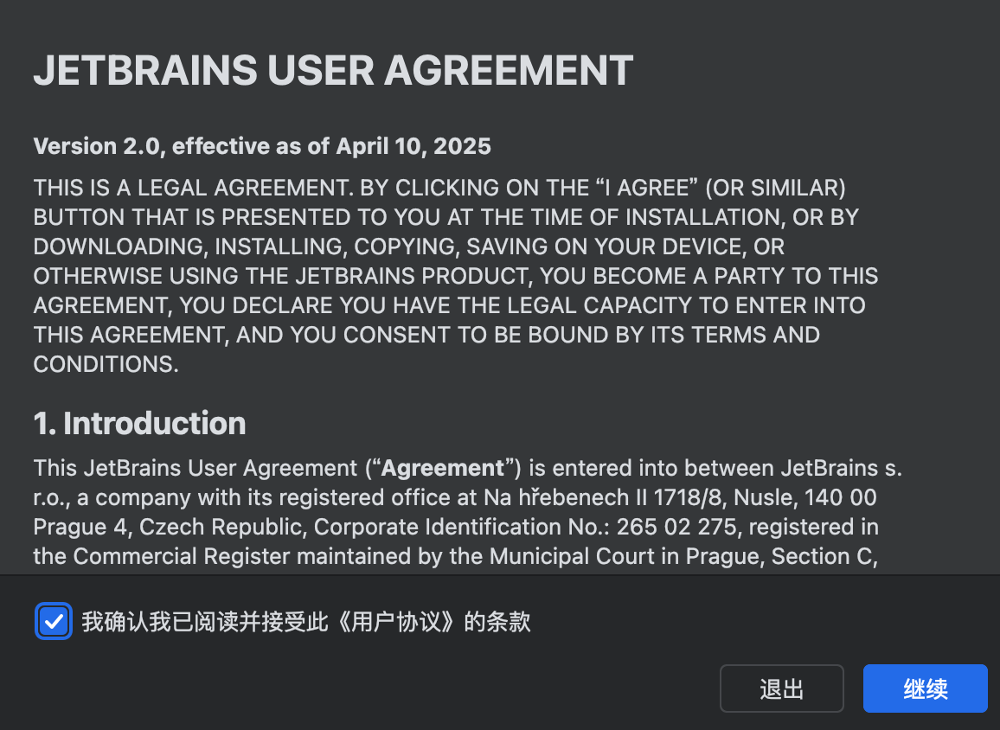 JETBRAINS USER AGREEMENT
Version 2.0, effective as of April 10, 2025
THIS IS A LEGAL AGREEMENT. BY CLICKING ON THE “I AGREE” (OR SIMILAR)
BUTTON THAT IS PRESENTED TO YOU AT THE TIME OF INSTALLATION, OR BY
DOWNLOADING, INSTALLING, COPYING, SAVING ON YOUR DEVICE, OR
OTHERWISE USING THE JETBRAINS PRODUCT, YOU BECOME A PARTY TO THIS
AGREEMENT, YOU DECLARE YOU HAVE THE LEGAL CAPACITY TO ENTER INTO
THIS AGREEMENT, AND YOU CONSENT TO BE BOUND BY ITS TERMS AND
CONDITIONS.
1. Introduction
This JetBrains User Agreement (“Agreement”) is entered into between JetBrains s.
r.o., a company with its registered office at Na hřebenech II 1718/8, Nusle, 140 00
Prague 4, Czech Republic, Corporate Identification No.: 265 02 275, registered in
the Commercial Register maintained by the Municipal Court in Prague, Section C,
我确认我已阅读并接受此《用户协议》的条款
退出
继续